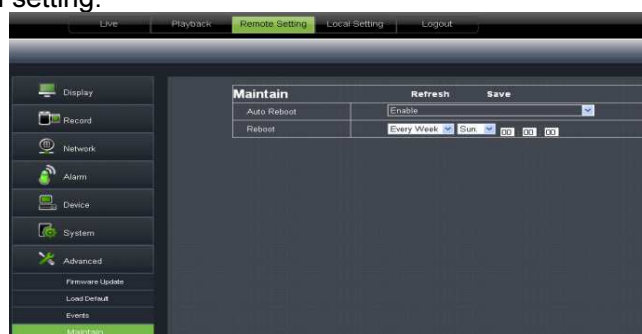 setting:
Live Playback Remote Setting Local Setting Logout
Display
Record
Network
Alarm
Device
System
Advanced
Firmware Update
Load Default
Events
Maintain
Maintain Refresh Save
Auto Reboot Enable
Reboot Every Week Sun. 00 00 00